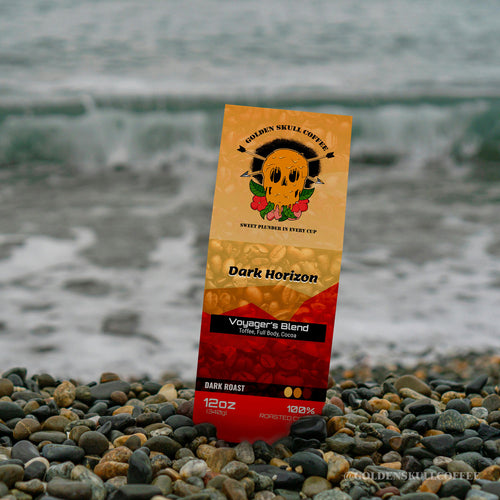 GOLDEN SKULL COFFEE
SWEET PLUNDER IN EVERY CUP
Dark Horizon
Voyager's Blend
Toffee, Full Body, Cocoa
DARK ROAST
12oz
(340g)
100%
ROASTED
@GOLDENSKULLCOFFEE